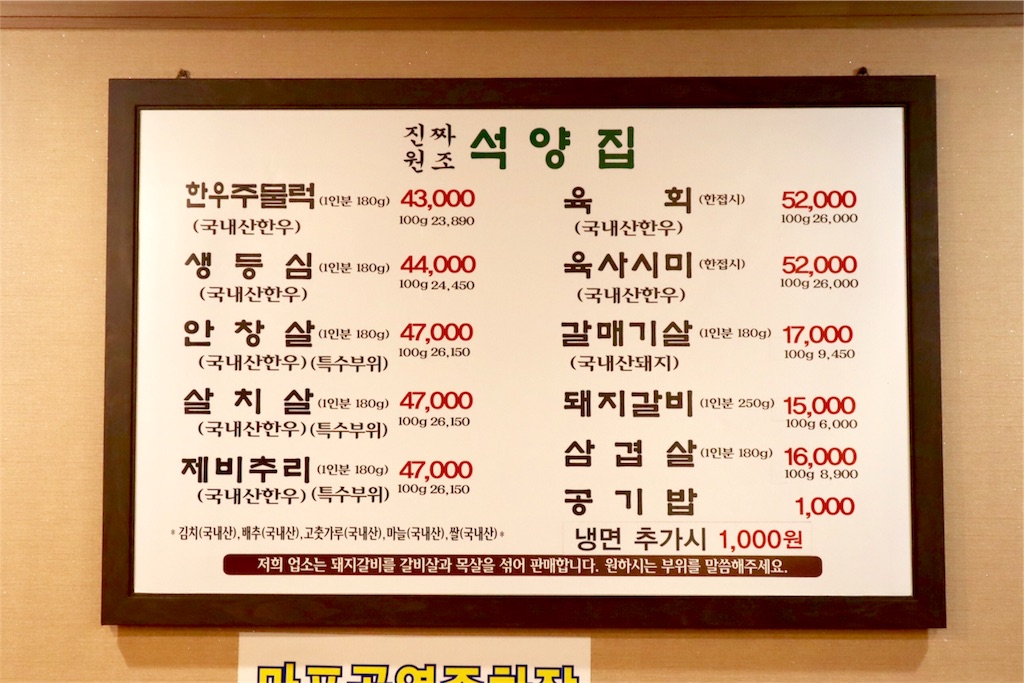 진짜 원조 석양집
한우주물럭 (1인분 180g) 43,000
100g 23,890
(국내산한우)
생등심 (1인분 180g) 44,000
100g 24,450
(국내산한우)
안창살 (1인분 180g) 47,000
100g 26,150
(국내산한우) (특수부위)
살치살 (1인분 180g) 47,000
100g 26,150
(국내산한우) (특수부위)
제비추리 (1인분 180g) 47,000
100g 26,150
(국내산한우) (특수부위)
* 김치(국내산), 배추(국내산), 고춧가루(국내산), 마늘(국내산), 쌀(국내산) *
육회 (한접시) 52,000
100g 26,000
(국내산한우)
육사시미 (한접시) 52,000
100g 26,000
(국내산한우)
갈매기살 (1인분 180g) 17,000
100g 9,450
(국내산돼지)
돼지갈비 (1인분 250g) 15,000
100g 6,000
삼겹살 (1인분 180g) 16,000
100g 8,900
공기밥 1,000
냉면 추가시 1,000원
저희 업소는 돼지갈비를 갈비살과 목살을 섞어 판매합니다. 원하시는 부위를 말씀해주세요.
마포공영주차장